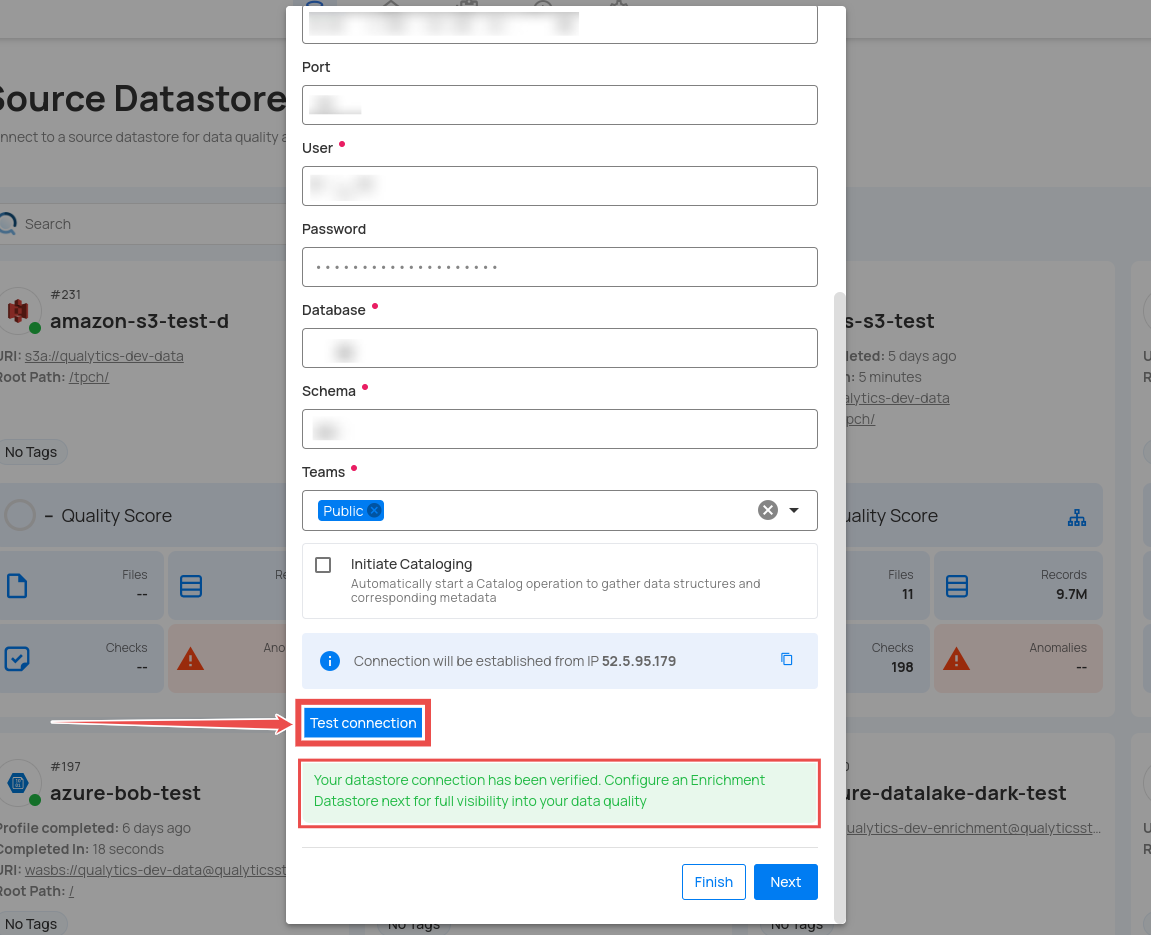 Source Datastore
nnect to a source datastore for data quality a
Search
#231
amazon-s3-test-d
URI: s3a://qualytics-dev-data
Root Path: /tpch/
No Tags
– Quality Score
Files
--
Re
Checks
--
Ano
#197
azure-bob-test
Profile completed: 6 days ago
Completed In: 18 seconds
URI: wasbs://qualytics-dev-data@qualyticsst
Root Path: /
No Tags
Port
User •
Password
• • • • • • • • • • • • • • • • • • • •
Database •
Schema •
Teams •
Public
Initiate Cataloging
Automatically start a Catalog operation to gather data structures and
corresponding metadata
Connection will be established from IP 52.5.95.179
Test connection
Your datastore connection has been verified. Configure an Enrichment
Datastore next for full visibility into your data quality
Finish
Next
No Tags
s-s3-test
leted: 5 days ago
n: 5 minutes
alytics-dev-data
pch/
uality Score
Files
11
Records
9.7M
Checks
198
Anomalies
--
ure-datalake-dark-test
ualytics-dev-enrichment@qualyticsst...
No Tags